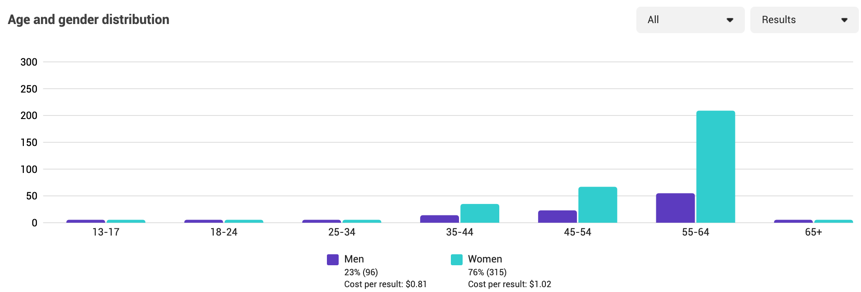 Age and gender distribution
All
Results
300
250
200
150
100
50
0
13-17 18-24 25-34 35-44 45-54 55-64 65+
Men
23% (96)
Cost per result: $0.81
Women
76% (315)
Cost per result: $1.02